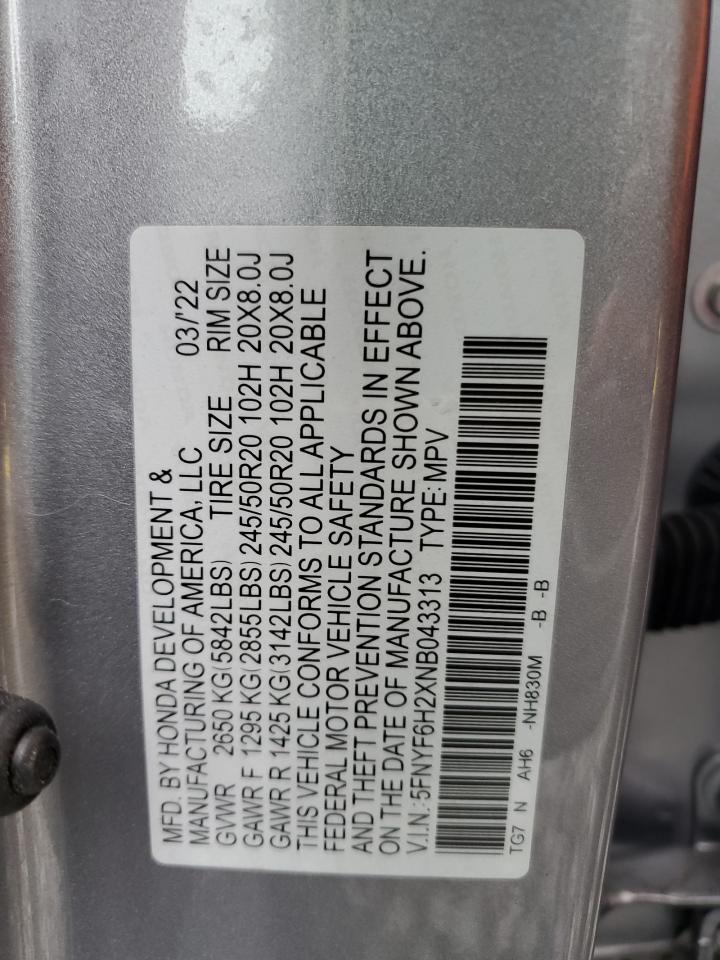 MFD. BY HONDA DEVELOPMENT &
MANUFACTURING OF AMERICA, LLC 03/'22
GVWR 2650 KG(5842LBS) TIRE SIZE RIM SIZE
GAWR F 1295 KG(2855LBS) 245/50R20 102H 20X8.0J
GAWR R 1425 KG(3142LBS) 245/50R20 102H 20X8.0J
THIS VEHICLE CONFORMS TO ALL APPLICABLE
FEDERAL MOTOR VEHICLE SAFETY
AND THEFT PREVENTION STANDARDS IN EFFECT
ON THE DATE OF MANUFACTURE SHOWN ABOVE.
V.I.N.: 5FNYF6H2XNB043313 TYPE: MPV
TG7 N AH6 -NH830M -B -B